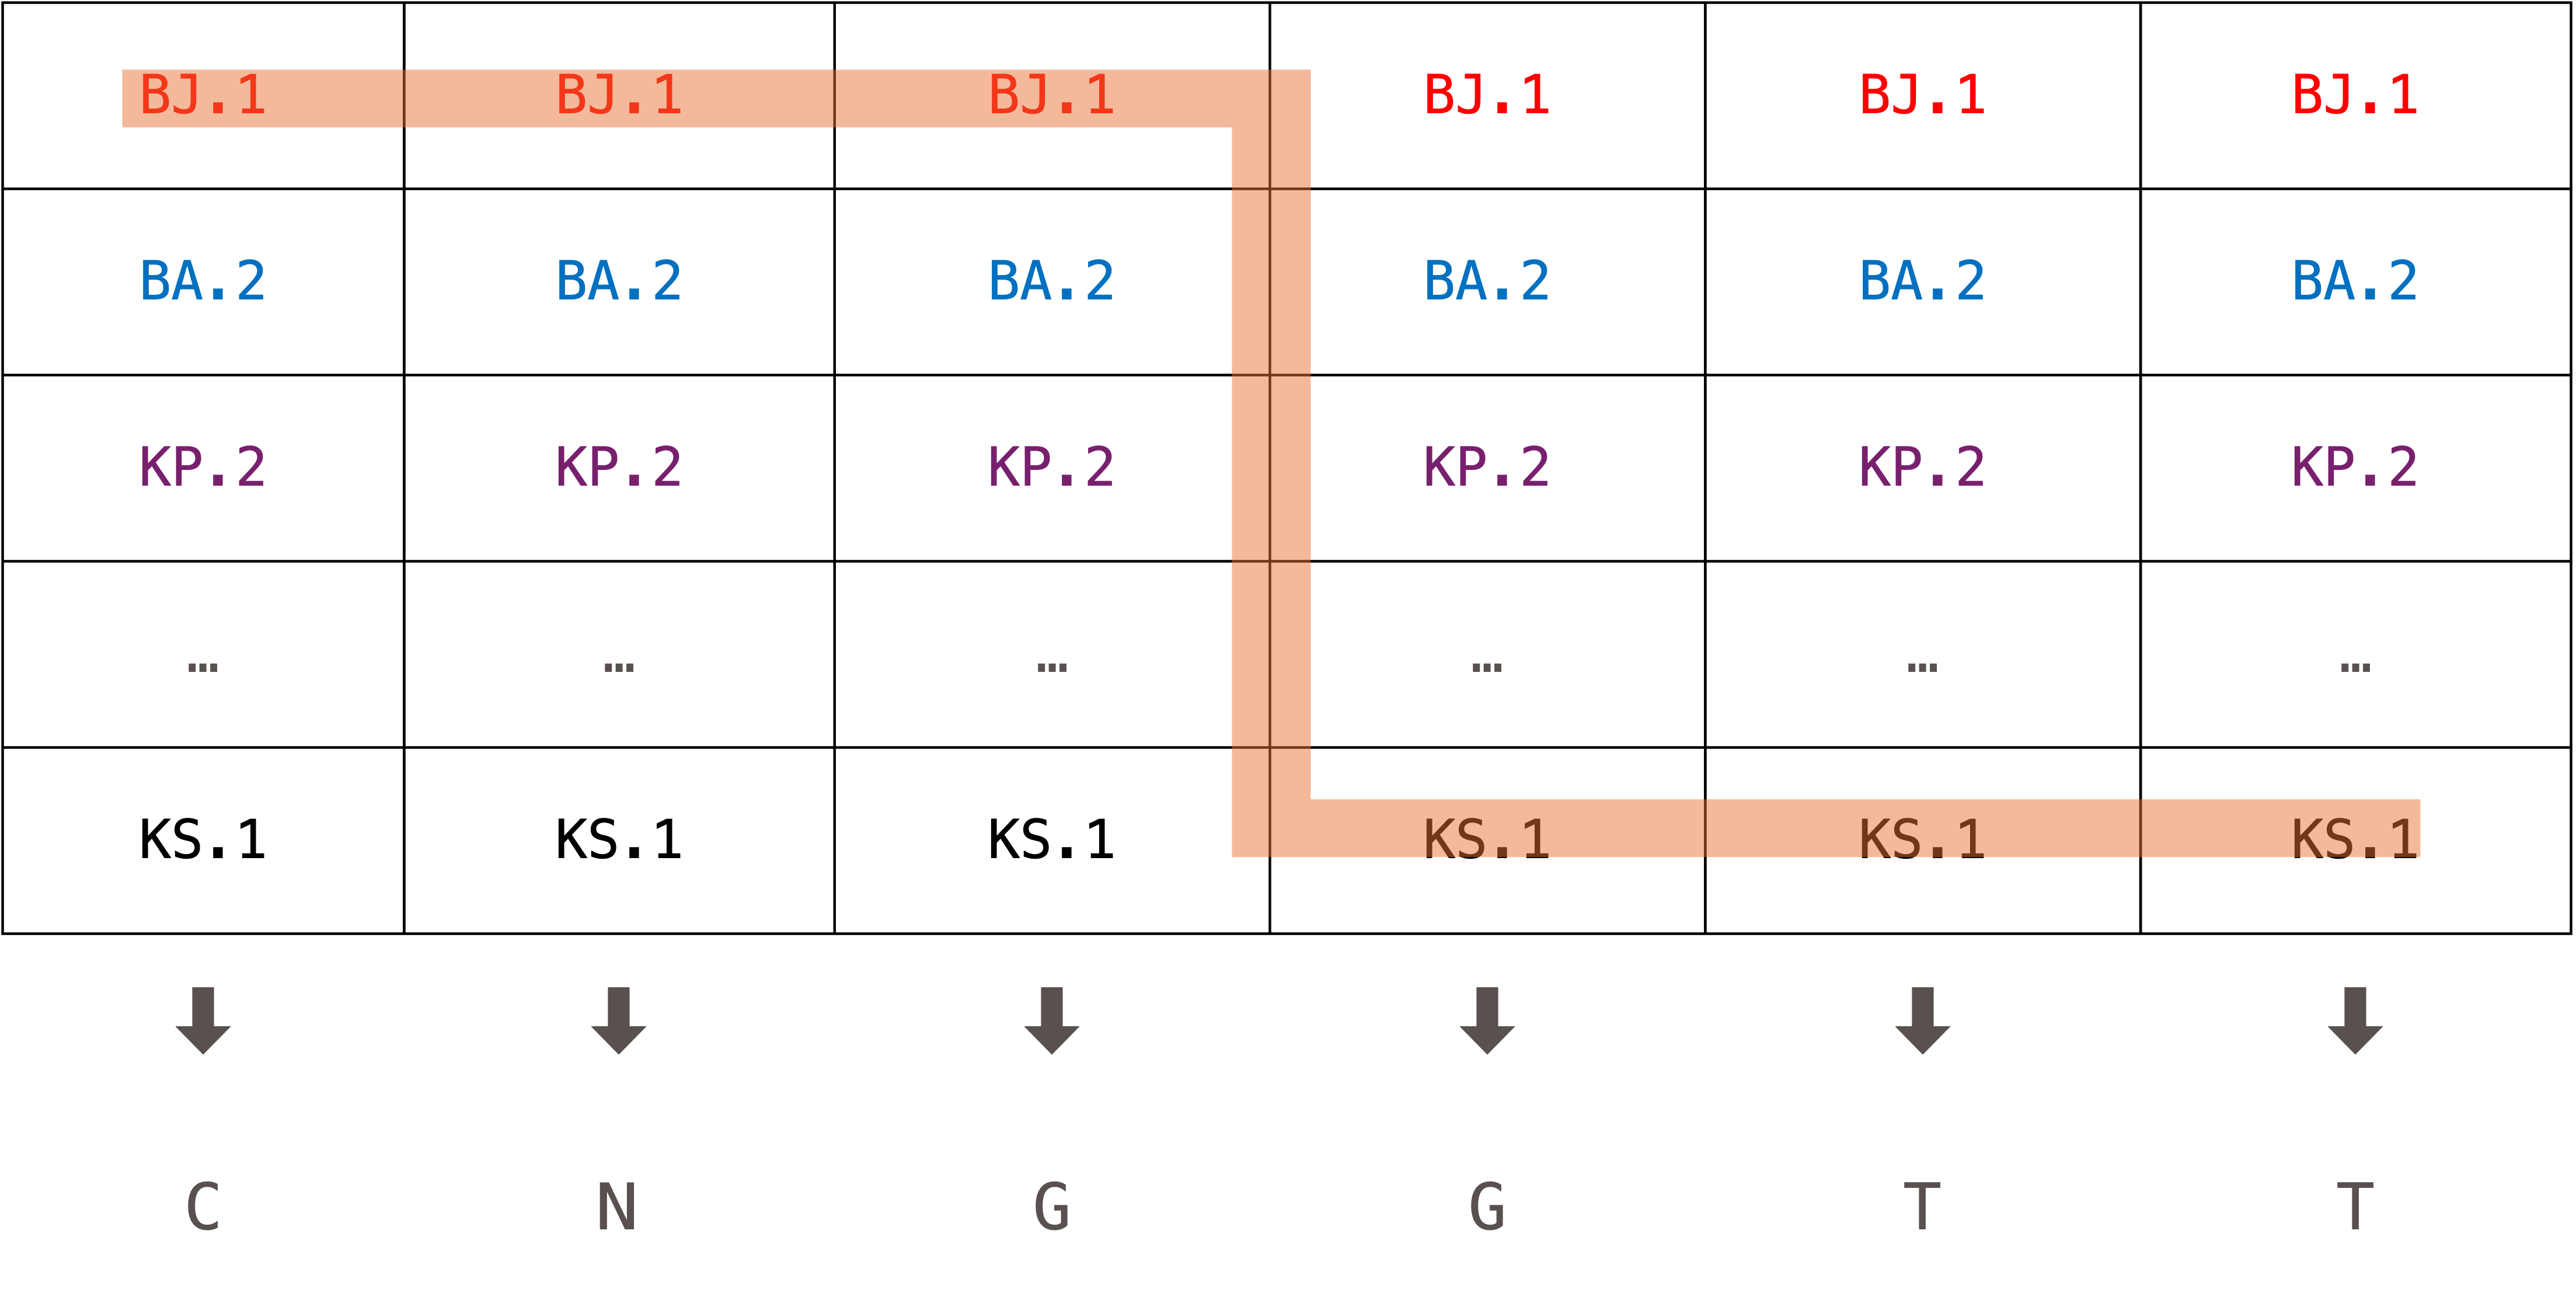 BJ.1 BJ.1 BJ.1 BJ.1 BJ.1 BJ.1
BA.2 BA.2 BA.2 BA.2 BA.2 BA.2
KP.2 KP.2 KP.2 KP.2 KP.2 KP.2
… … … … … …
KS.1 KS.1 KS.1 KS.1 KS.1 KS.1
C N G G T T